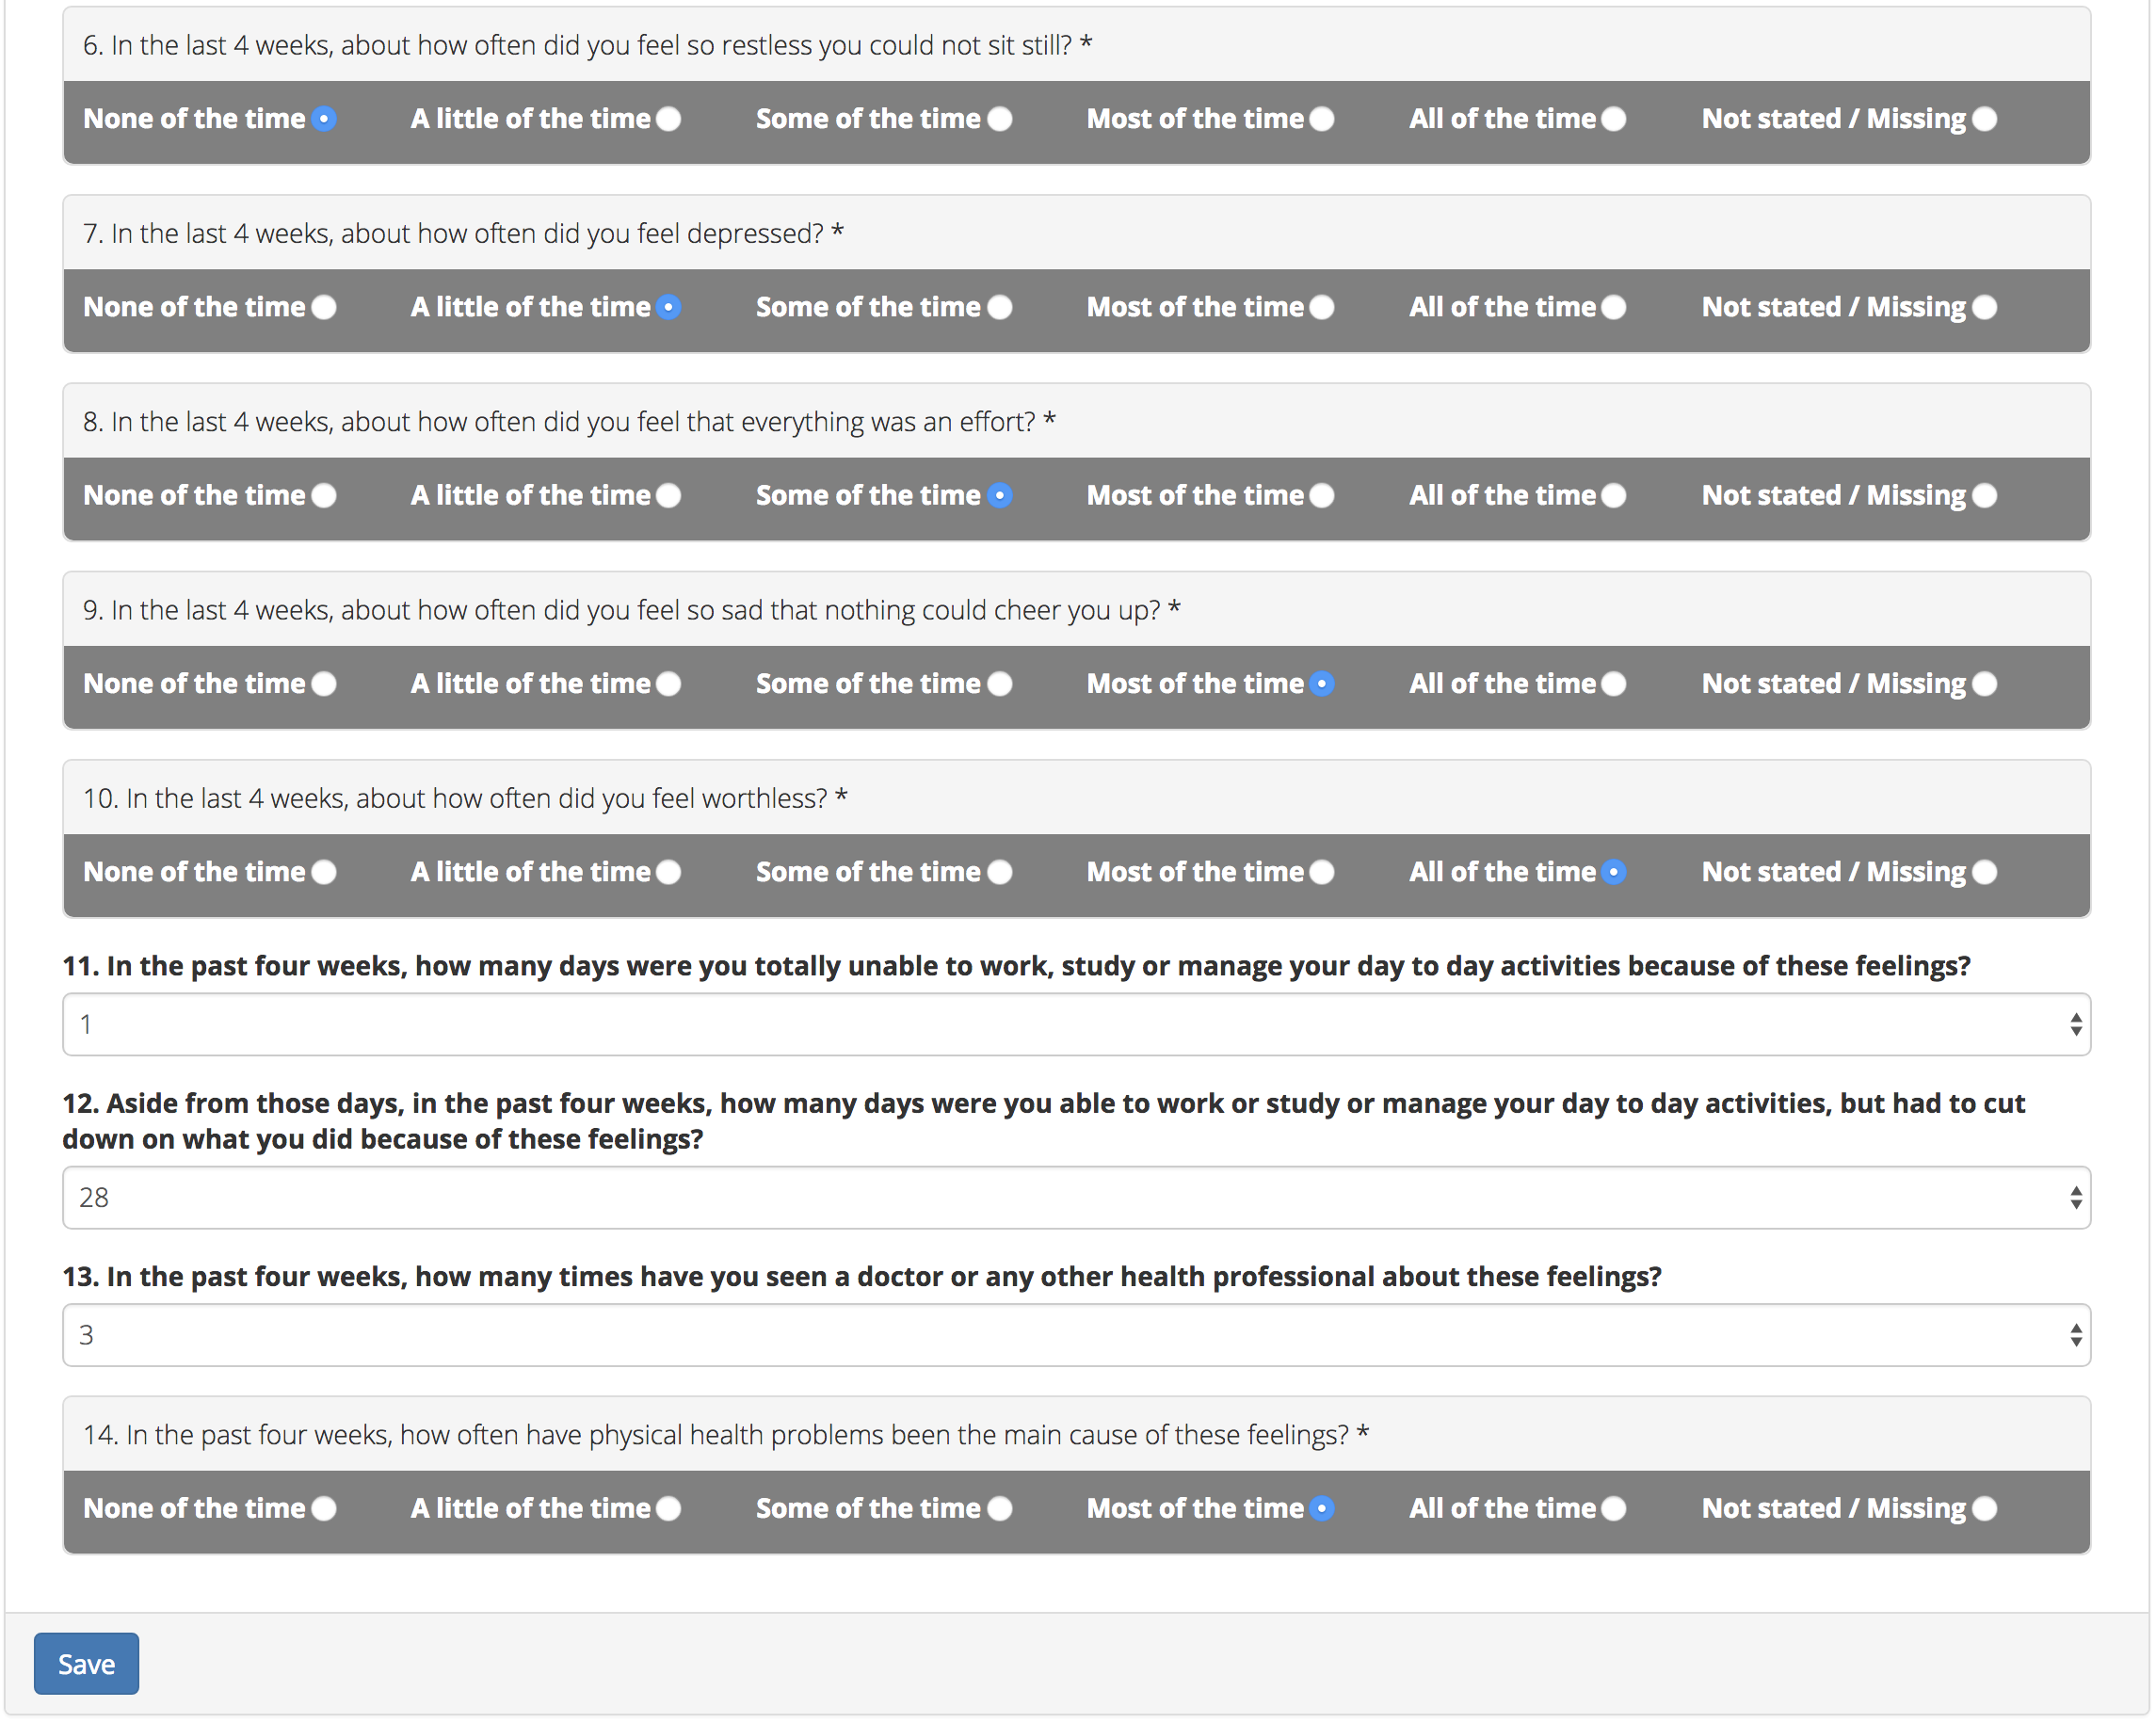 6. In the last 4 weeks, about how often did you feel so restless you could not sit still? *
None of the time A little of the time Some of the time Most of the time All of the time Not stated / Missing
7. In the last 4 weeks, about how often did you feel depressed? *
None of the time A little of the time Some of the time Most of the time All of the time Not stated / Missing
8. In the last 4 weeks, about how often did you feel that everything was an effort? *
None of the time A little of the time Some of the time Most of the time All of the time Not stated / Missing
9. In the last 4 weeks, about how often did you feel so sad that nothing could cheer you up? *
None of the time A little of the time Some of the time Most of the time All of the time Not stated / Missing
10. In the last 4 weeks, about how often did you feel worthless? *
None of the time A little of the time Some of the time Most of the time All of the time Not stated / Missing
11. In the past four weeks, how many days were you totally unable to work, study or manage your day to day activities because of these feelings?
1
12. Aside from those days, in the past four weeks, how many days were you able to work or study or manage your day to day activities, but had to cut
down on what you did because of these feelings?
28
13. In the past four weeks, how many times have you seen a doctor or any other health professional about these feelings?
3
14. In the past four weeks, how often have physical health problems been the main cause of these feelings? *
None of the time A little of the time Some of the time Most of the time All of the time Not stated / Missing
Save